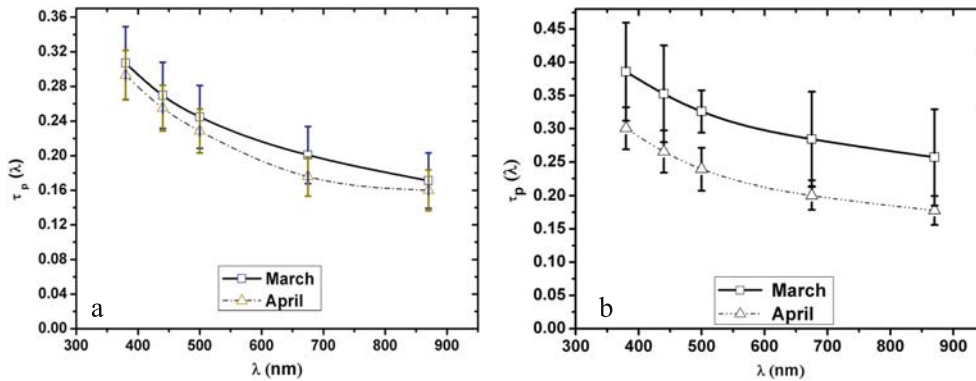 0.36
0.32
0.28
0.24
0.20
0.16
0.12
0.08
0.04
0.00
τ p (λ)
300 400 500 600 700 800 900
λ (nm)
March
April
a
0.45
0.40
0.35
0.30
0.25
0.20
0.15
0.10
0.05
0.00
τp (λ)
300 400 500 600 700 800 900
λ (nm)
March
April
b